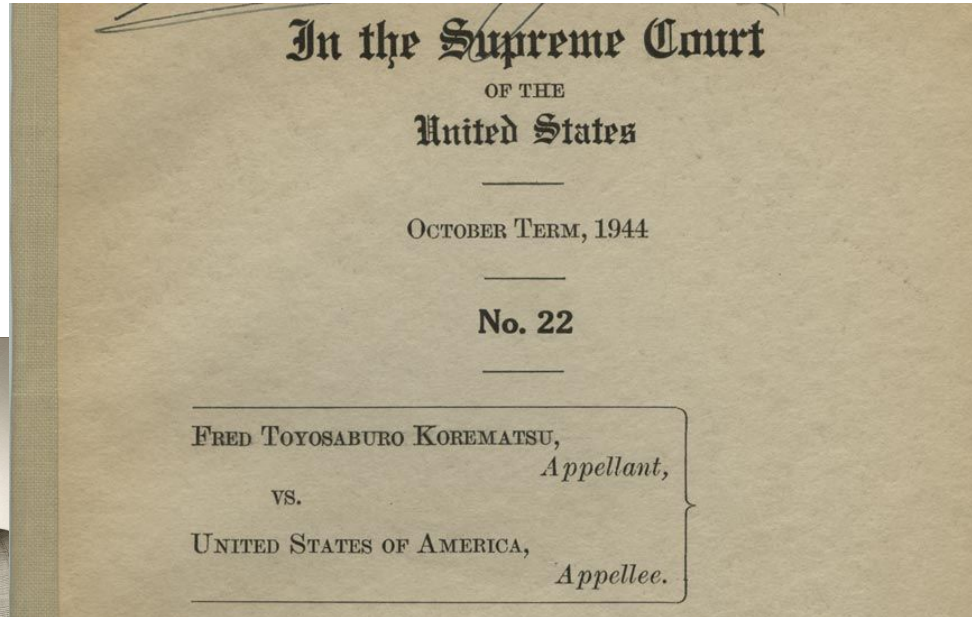 In the Supreme Court
OF THE
United States
OCTOBER TERM, 1944
No. 22
FRED TOYOSABURO KOREMATSU,
Appellant,
VS.
UNITED STATES OF AMERICA,
Appellee.